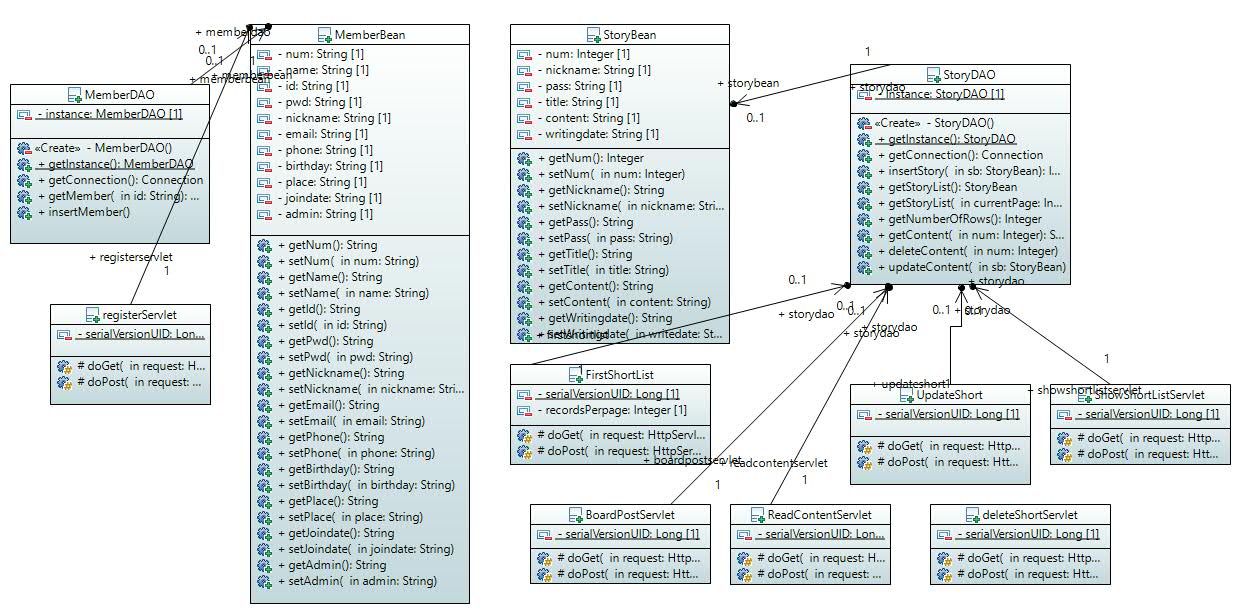 MemberBean
- num: String [1]
- name: String [1]
- id: String [1]
- pwd: String [1]
- nickname: String [1]
- email: String [1]
- phone: String [1]
- birthday: String [1]
- place: String [1]
- joindate: String [1]
- admin: String [1]
+ getNum(): String
+ setNum( in num: String)
+ getName(): String
+ setName( in name: String)
+ getId(): String
+ setId( in id: String)
+ getPwd(): String
+ setPwd( in pwd: String)
+ getNickname(): String
+ setNickname( in nickname: Stri...
+ getEmail(): String
+ setEmail( in email: String)
+ getPhone(): String
+ setPhone( in phone: String)
+ getBirthday(): String
+ setBirthday( in birthday: String)
+ getPlace(): String
+ setPlace( in place: String)
+ getJoindate(): String
+ setJoindate( in joindate: String)
+ getAdmin(): String
+ setAdmin( in admin: String)
+ memberdao
0..1
0..1
1
+ memberbean
+ memberbean
MemberDAO
- instance: MemberDAO [1]
«Create» - MemberDAO()
+ getInstance(): MemberDAO
+ getConnection(): Connection
+ getMember( in id: String): ...
+ insertMember()
+ registerservlet
1
registerServlet
- serialVersionUID: Lon...
# doGet( in request: H...
# doPost( in request: ...
StoryBean
- num: Integer [1]
- nickname: String [1]
- pass: String [1]
- title: String [1]
- content: String [1]
- writingdate: String [1]
+ getNum(): Integer
+ setNum( in num: Integer)
+ getNickname(): String
+ setNickname( in nickname: Stri...
+ getPass(): String
+ setPass( in pass: String)
+ getTitle(): String
+ setTitle( in title: String)
+ getContent(): String
+ setContent( in content: String)
+ getWritingdate(): String
+ setWritingdate( in writedate: St...
+ firstshortlist
+ storybean
0..1
1
+ storydao
StoryDAO
- instance: StoryDAO [1]
«Create» - StoryDAO()
+ getInstance(): StoryDAO
+ getConnection(): Connection
+ insertStory( in sb: StoryBean): I...
+ getStoryList(): StoryBean
+ getStoryList( in currentPage: In...
+ getNumberOfRows(): Integer
+ getContent( in num: Integer): S...
+ deleteContent( in num: Integer)
+ updateContent( in sb: StoryBean)
+ storydao
0..1
0..1
0..1
0..1
0..1
+ storydao
+ storydao
+ storydao
+ storydao
1
FirstShortList
- serialVersionUID: Long [1]
- recordsPerpage: Integer [1]
# doGet( in request: HttpServl...
# doPost( in request: HttpSer...
+ updateshort
1
UpdateShort
- serialVersionUID: Long [1]
# doGet( in request: Http...
# doPost( in request: Htt...
1
+ showshortlistservlet
ShowShortListServlet
- serialVersionUID: Long [1]
# doGet( in request: Http...
# doPost( in request: Htt...
+ boardpostservlet
1
BoardPostServlet
- serialVersionUID: Long [1]
# doGet( in request: Http...
# doPost( in request: Htt...
+ readcontentservlet
1
ReadContentServlet
- serialVersionUID: Lon...
# doGet( in request: H...
# doPost( in request: ...
deleteShortServlet
- serialVersionUID: Long [1]
# doGet( in request: Http...
# doPost( in request: Htt...